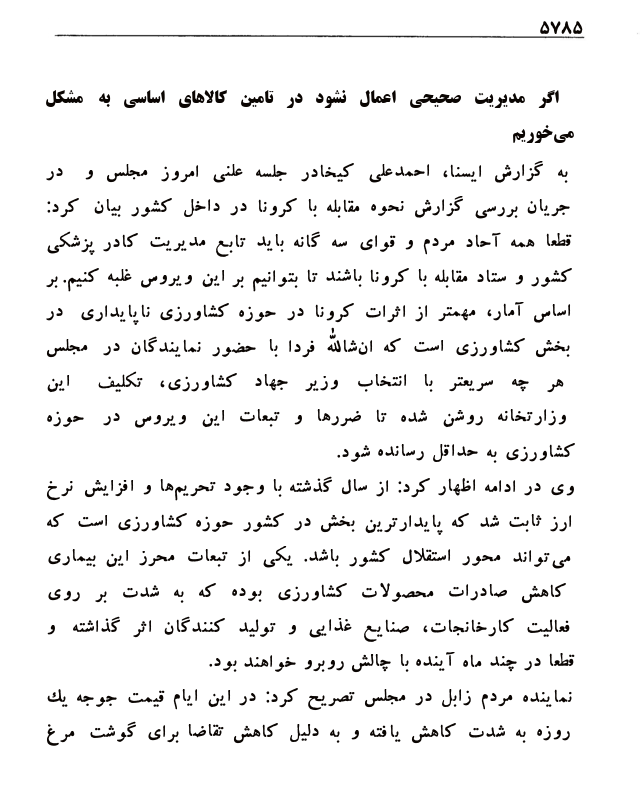 ۵۷۸۵
اگر مدیریت صحیحی اعمال نشود در تامین کالاهای اساسی به مشکل
می‌خوریم
به گزارش ایسنا، احمدعلی کیخادر جلسه علنی امروز مجلس و در
جریان بررسی گزارش نحوه مقابله با کرونا در داخل کشور بیان کرد:
قطعا همه آحاد مردم و قوای سه گانه باید تابع مدیریت کادر پزشکی
کشور و ستاد مقابله با کرونا باشند تا بتوانیم بر این ویروس غلبه کنیم. بر
اساس آمار، مهمتر از اثرات کرونا در حوزه کشاورزی ناپایداری در
بخش کشاورزی است که ان‌شالله فردا با حضور نمایندگان در مجلس
هر چه سریعتر با انتخاب وزیر جهاد کشاورزی، تکلیف این
وزارتخانه روشن شده تا ضررها و تبعات این ویروس در حوزه
کشاورزی به حداقل رسانده شود.
وی در ادامه اظهار کرد: از سال گذشته با وجود تحریم‌ها و افزایش نرخ
ارز ثابت شد که پایدارترین بخش در کشور حوزه کشاورزی است که
می‌تواند محور استقلال کشور باشد. یکی از تبعات محرز این بیماری
کاهش صادرات محصولات کشاورزی بوده که به شدت بر روی
فعالیت کارخانجات، صنایع غذایی و تولید کنندگان اثر گذاشته و
قطعا در چند ماه آینده با چالش روبرو خواهند بود.
نماینده مردم زابل در مجلس تصریح کرد: در این ایام قیمت جوجه یك
روزه به شدت کاهش یافته و به دلیل کاهش تقاضا برای گوشت مرغ